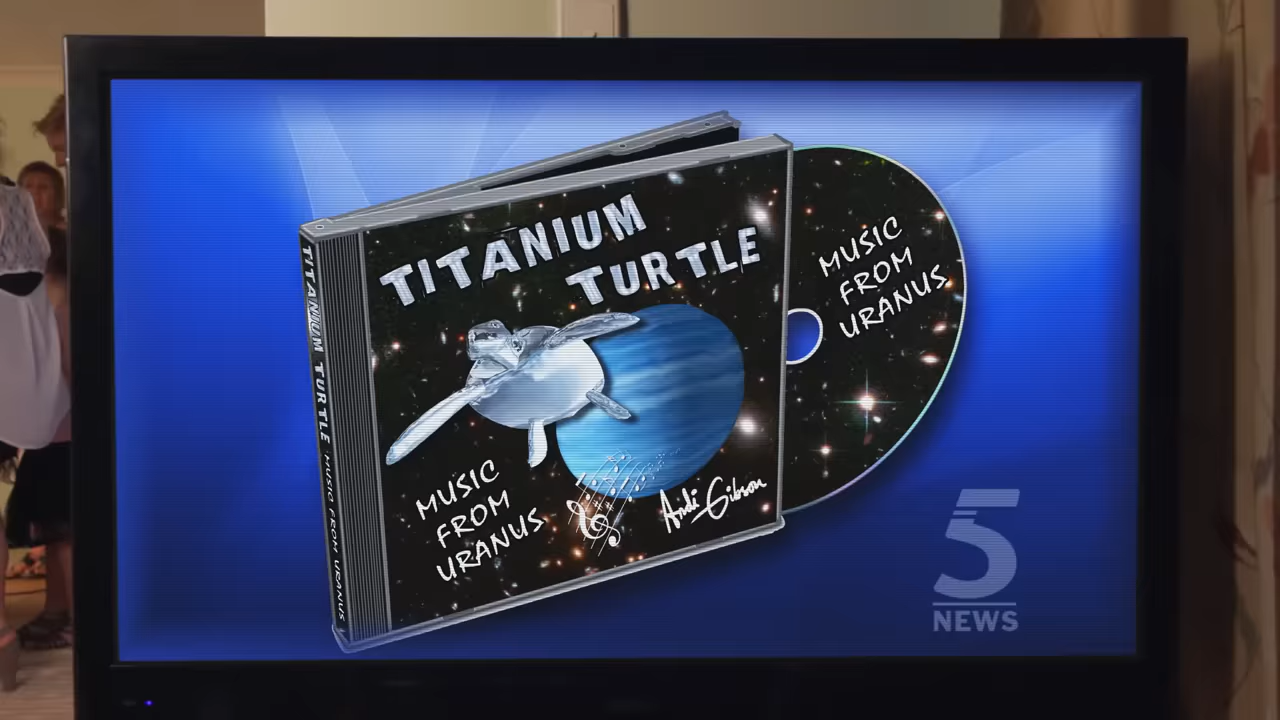 TITANIUM
TURTLE
MUSIC
FROM
URANUS
Andi Gibson
TITANIUM TURTLE MUSIC FROM URANUS
MUSIC
FROM
URANUS
5
NEWS